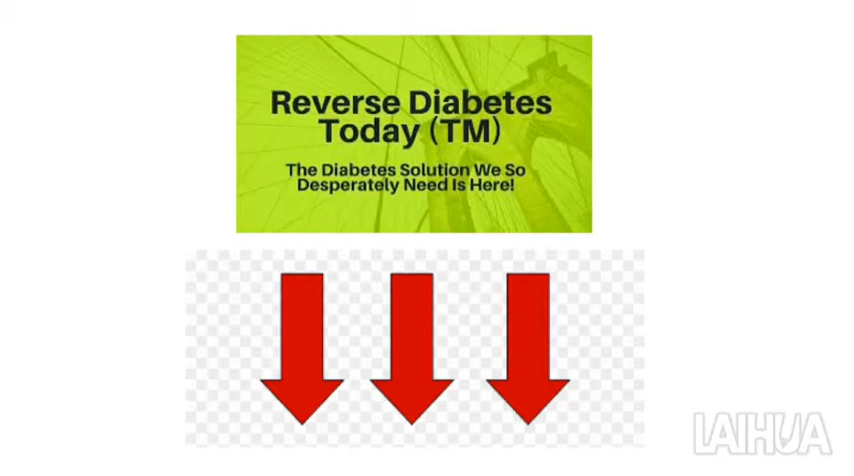 Reverse Diabetes
Today (TM)
The Diabetes Solution We So
Desperately Need Is Here!
LAIHUA